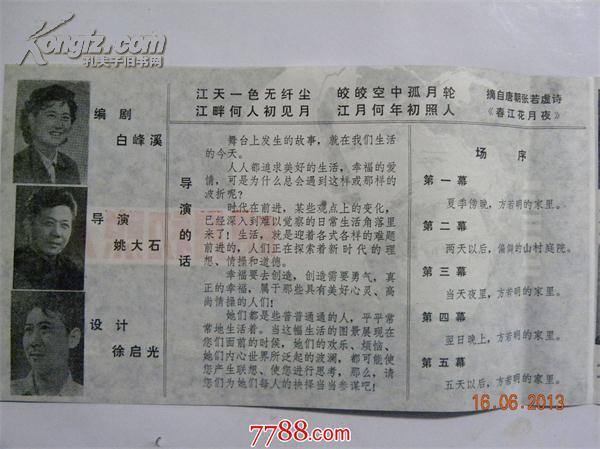 Kongfz.com
孔夫子旧书网
编剧
白峰溪
导演
姚大石
设计
徐启光
江天一色无纤尘 皎皎空中孤月轮
江畔何人初见月 江月何年初照人
摘自唐朝张若虚诗
《春江花月夜》
导演的话
舞台上发生的故事，就在我们生活
的今天。
人人都追求美好的生活，幸福的爱
情，可是为什么总会遇到这样或那样的
波折呢？
时代在前进，某些观点上的变化，
已经深入到难以觉察的日常生活角落里
来了！生活，就是迎着各式各样的难题
前进的，人们正在探索着新时代的理
想、情操和道德。
幸福要去创造，创造需要勇气，真
正的幸福，属于那些具有美好心灵、高
尚情操的人们！
她们都是些普普通通的人，平平常
常地生活着。当这幅生活的图景展现在
您们面前的时候，她们的欢乐、烦恼、
她们内心世界所泛起的波澜，都可能使
您产生联想、使您进行思考，那么，请
您们为她们每人的抉择当当参谋吧！
场序
第一幕
夏季傍晚，方若明的家里。
第二幕
两天以后，偏僻的山村庭院。
第三幕
当天夜里，方若明的家里。
第四幕
翌日晚上，方若明的家里。
第五幕
五天以后，方若明的家里。
16.06.2013
7788.com